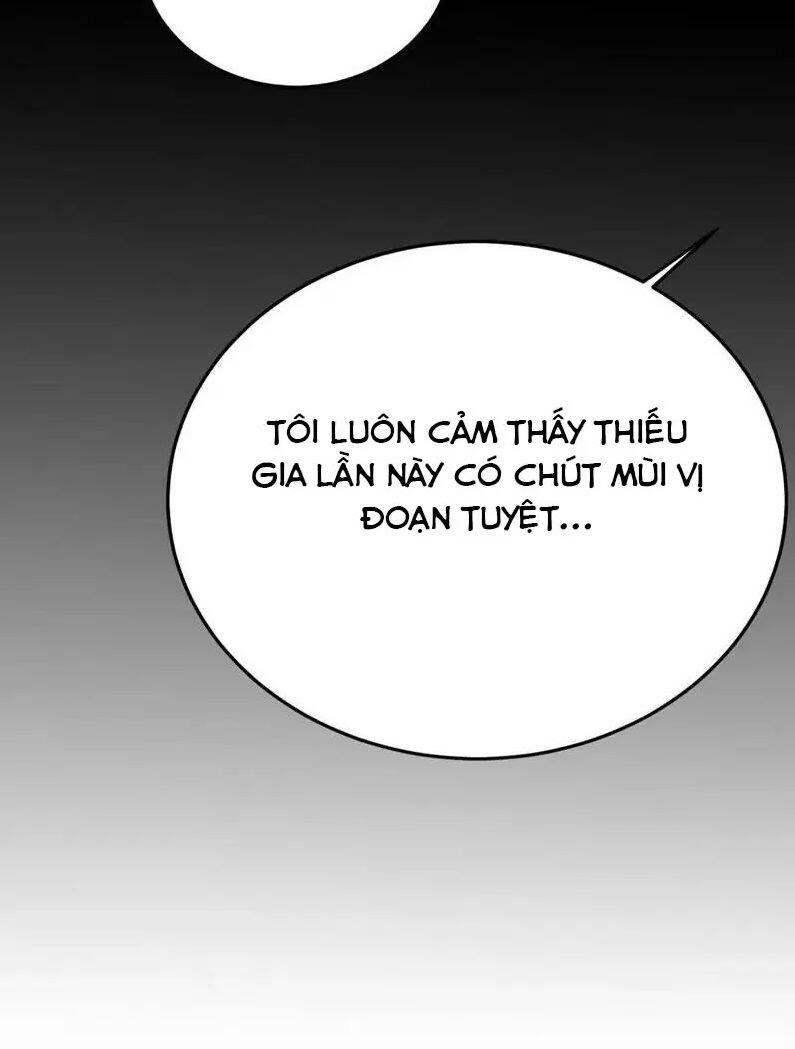 TÔI LUÔN CẢM THẤY THIẾU
GIA LẦN NÀY CÓ CHÚT MÙI VỊ
ĐOẠN TUYỆT...